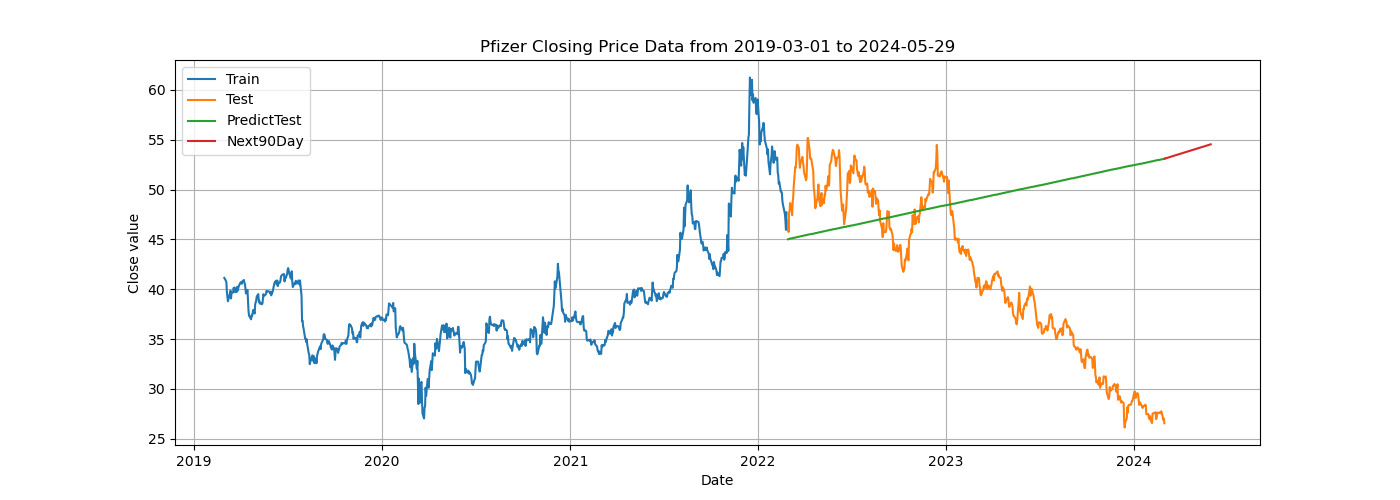 Pfizer Closing Price Data from 2019-03-01 to 2024-05-29
Train
Test
PredictTest
Next90Day
60
55
50
45
40
35
30
25
Close value
2019 2020 2021 2022 2023 2024
Date